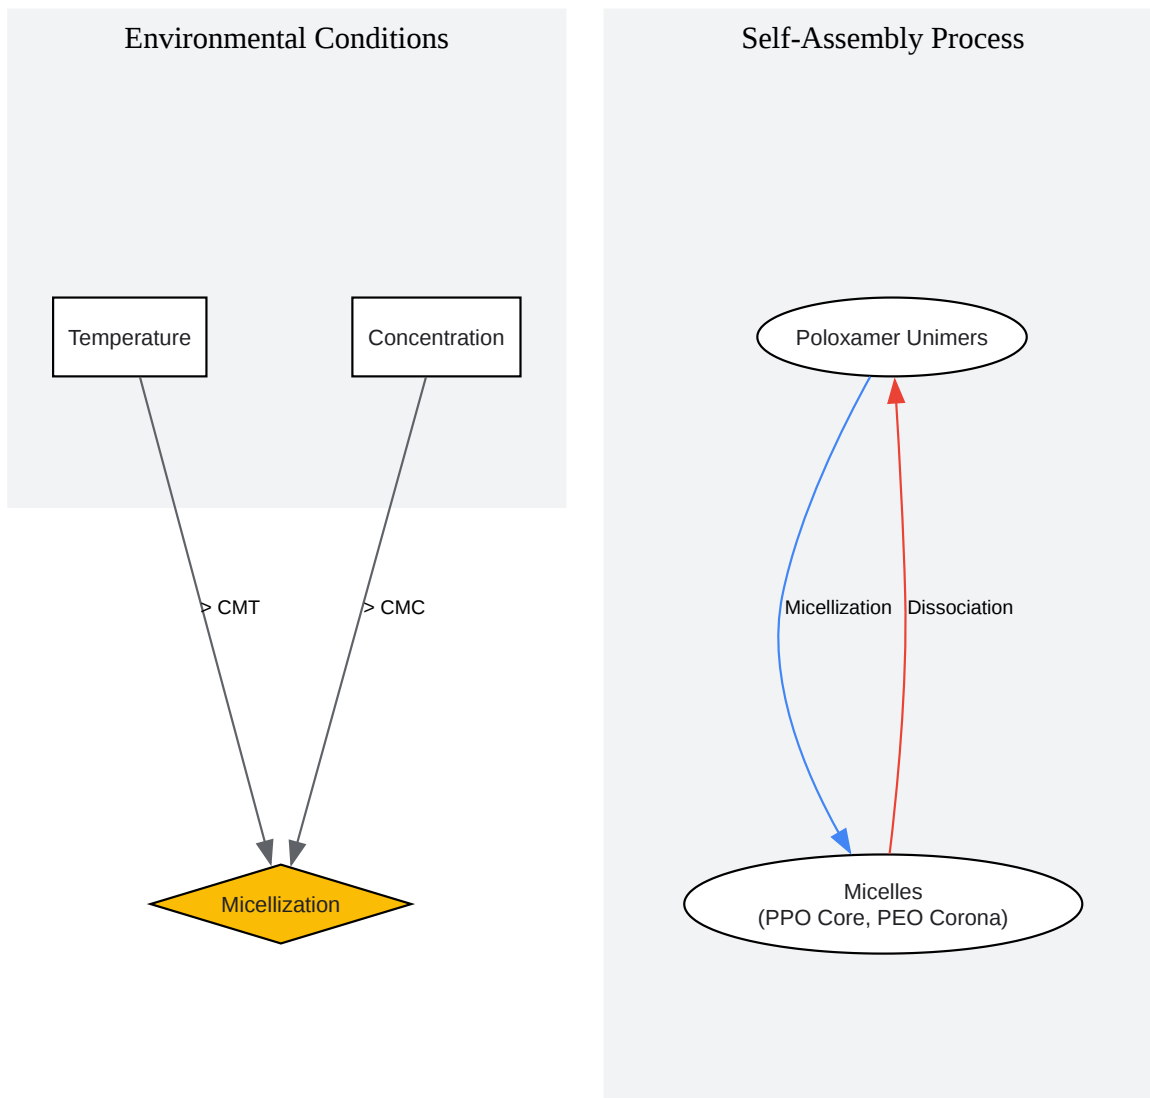 Environmental Conditions
Self-Assembly Process
Temperature
Concentration
Poloxamer Unimers
> CMT
> CMC
Micellization
Dissociation
Micellization
Micelles
(PPO Core, PEO Corona)